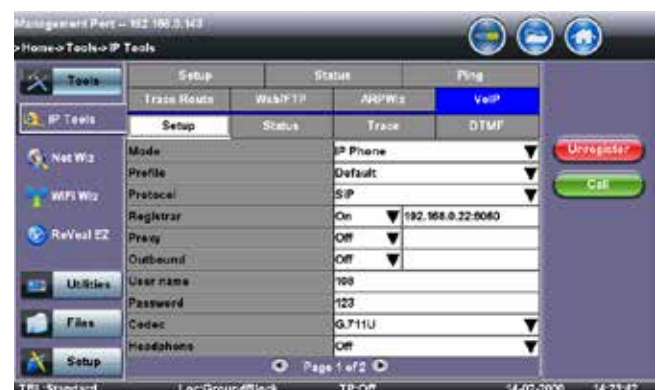 Management Port -- 192.168.0.143
>Home->Tools->IP Tools
Tools
Setup Status Ping
Trace Route Web/FTP ARPWiz VoIP
IP Tools
Setup Status Trace DTMF
Net Wiz
WiFi Wiz
ReVeal EZ
Utilities
Files
Setup
Mode IP Phone
Profile Default
Protocol SIP
Registrar On 192.168.0.22:5060
Proxy Off
Outbound Off
User name 108
Password 123
Codec G.711U
Headphone Off
Unregister
Call
Page 1 of 2
TP:Off